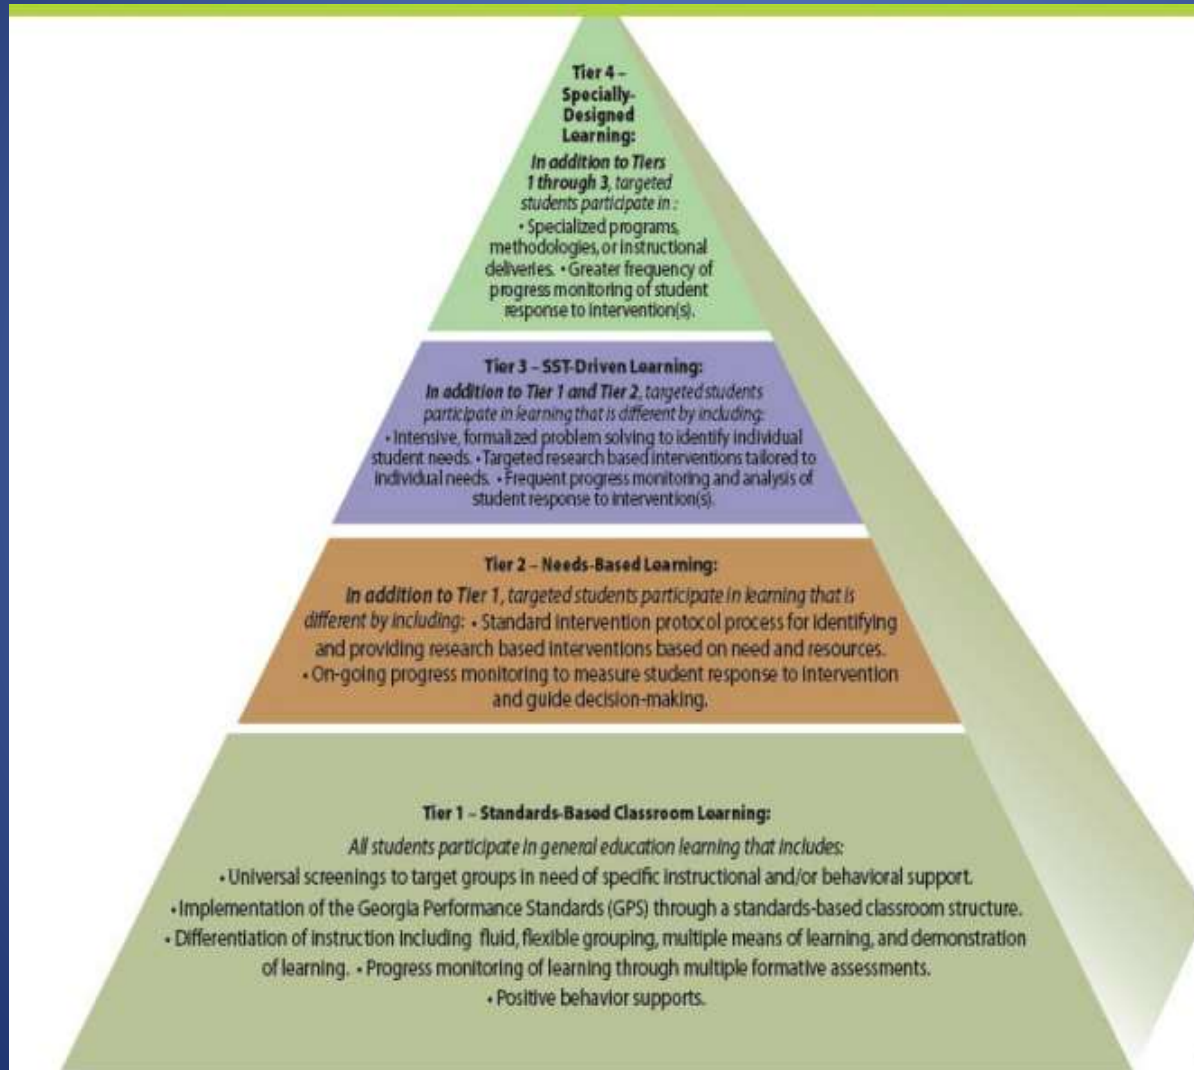 Tier 4 –
Specially-
Designed
Learning:
In addition to Tiers
1 through 3, targeted
students participate in :
• Specialized programs,
methodologies, or instructional
deliveries. • Greater frequency of
progress monitoring of student
response to intervention(s).
Tier 3 – SST-Driven Learning:
In addition to Tier 1 and Tier 2, targeted students
participate in learning that is different by including:
• Intensive, formalized problem solving to identify individual
student needs. • Targeted research based interventions tailored to
individual needs. • Frequent progress monitoring and analysis of
student response to intervention(s).
Tier 2 – Needs-Based Learning:
In addition to Tier 1, targeted students participate in learning that is
different by including: • Standard intervention protocol process for identifying
and providing research based interventions based on need and resources.
• On-going progress monitoring to measure student response to intervention
and guide decision-making.
Tier 1 – Standards-Based Classroom Learning:
All students participate in general education learning that includes:
• Universal screenings to target groups in need of specific instructional and/or behavioral support.
• Implementation of the Georgia Performance Standards (GPS) through a standards-based classroom structure.
• Differentiation of instruction including fluid, flexible grouping, multiple means of learning, and demonstration
of learning. • Progress monitoring of learning through multiple formative assessments.
• Positive behavior supports.